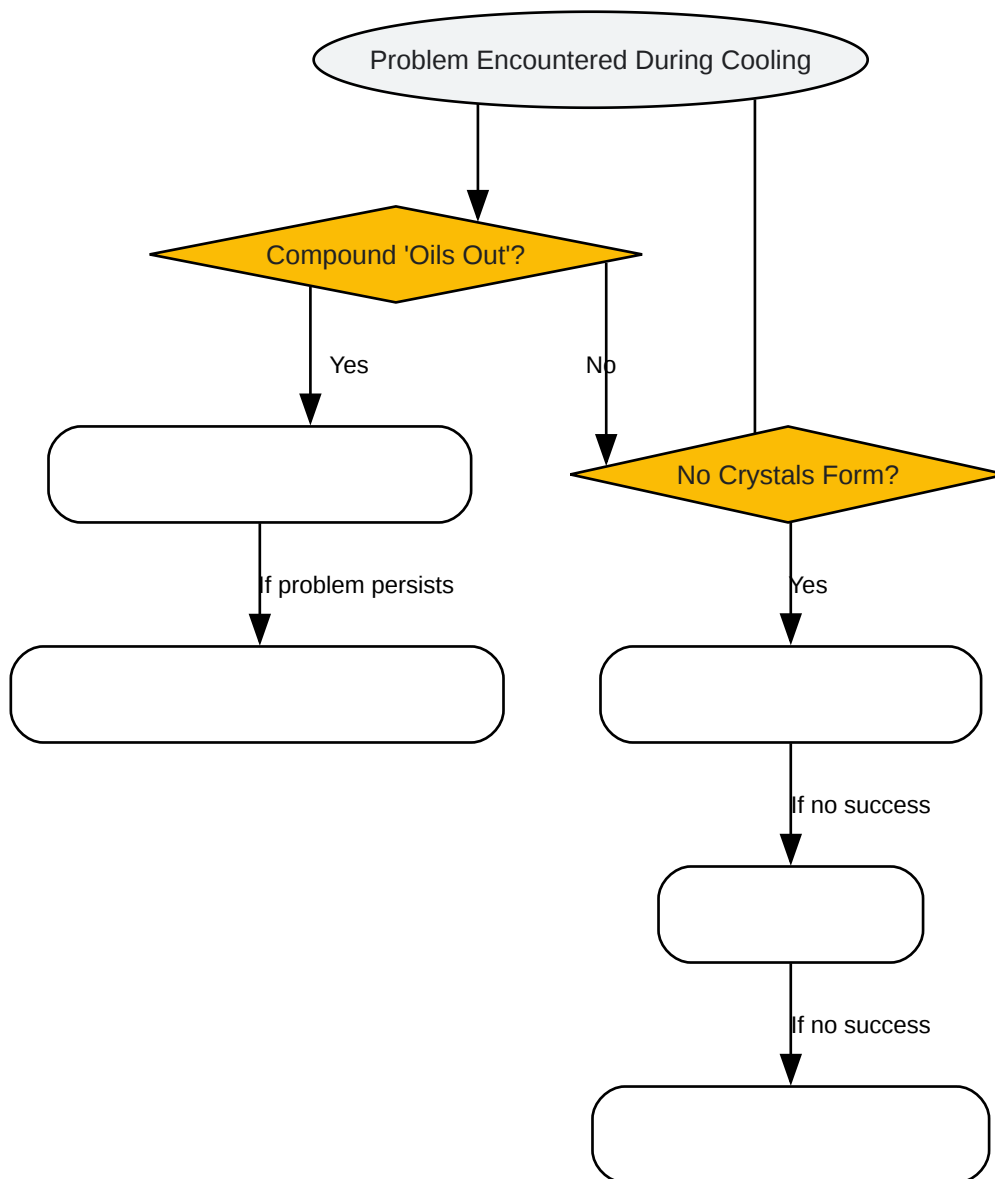 Problem Encountered During Cooling
Compound 'Oils Out'?
Yes
No
No Crystals Form?
If problem persists
Yes
If no success
If no success